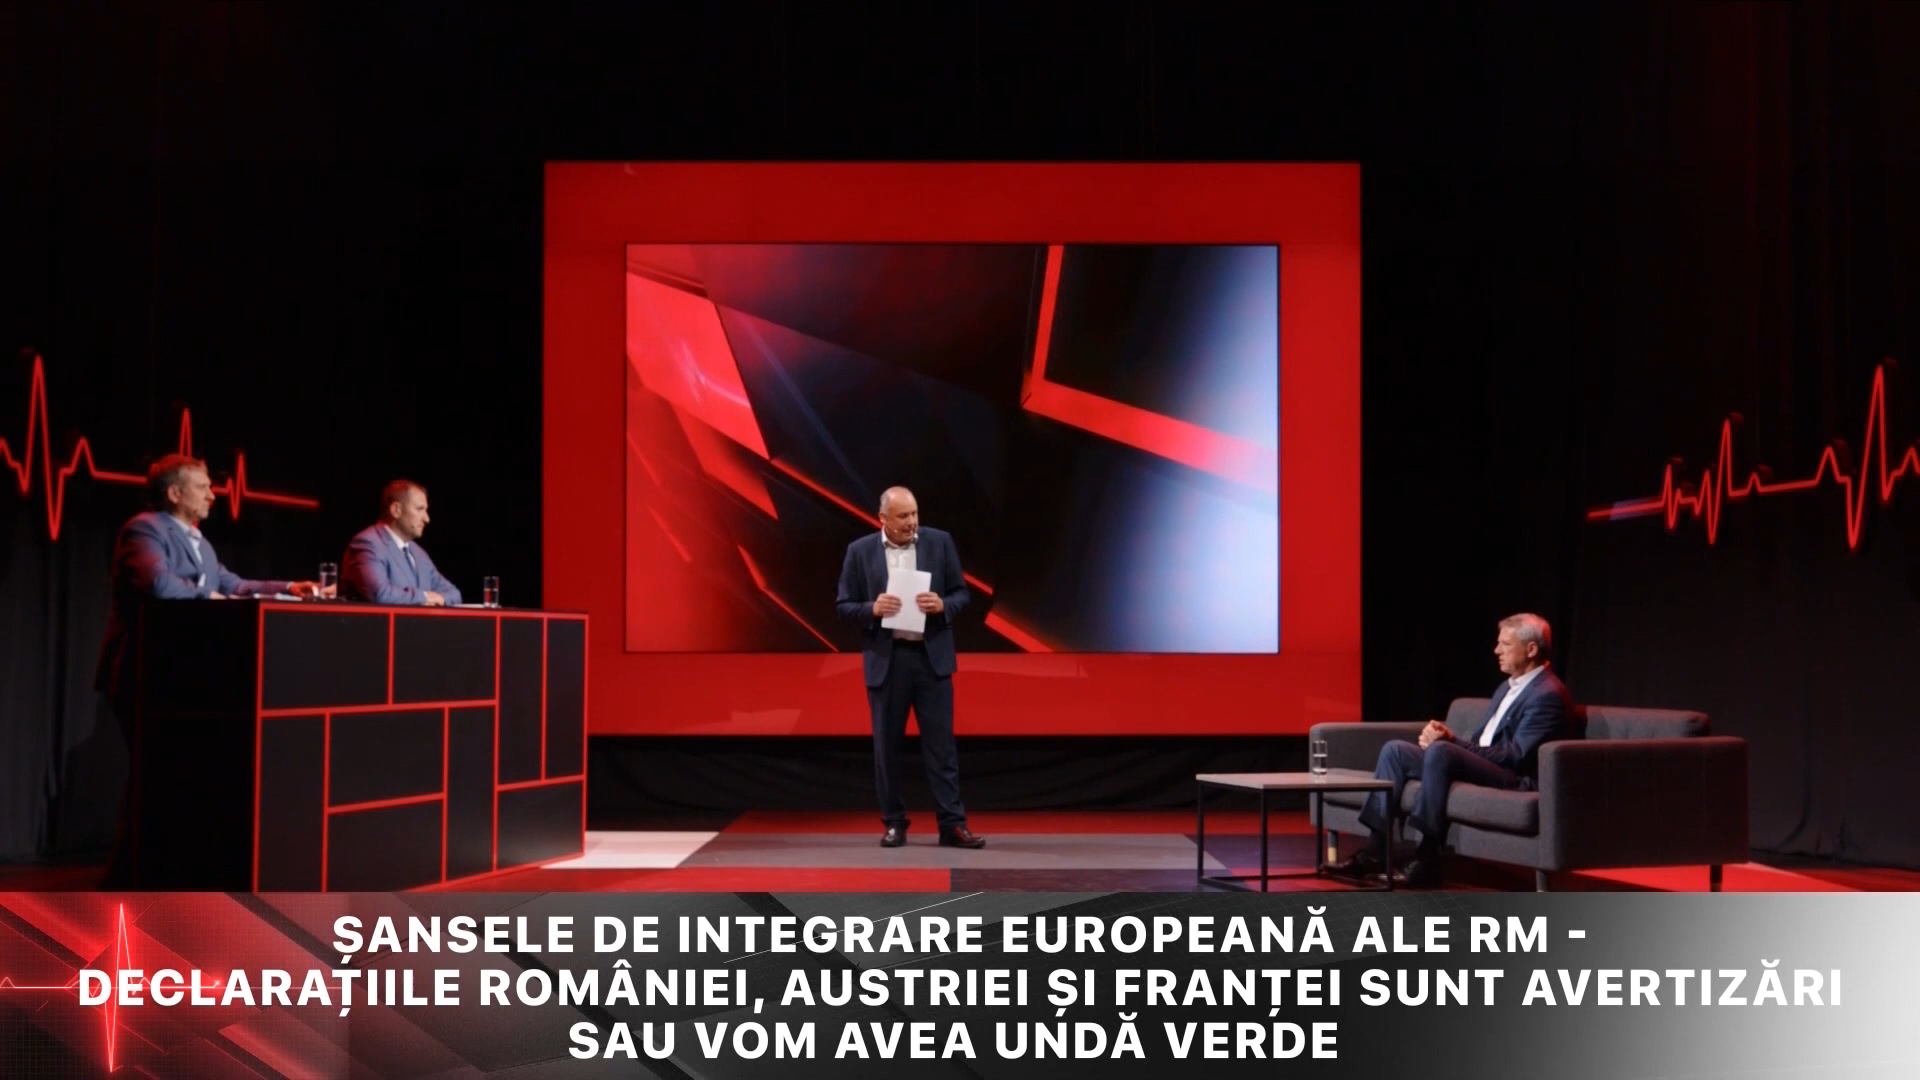 ȘANSELE DE INTEGRARE EUROPEANĂ ALE RM -
DECLARAȚIILE ROMÂNIEI, AUSTRIEI ȘI FRANȚEI SUNT AVERTIZĂRI
SAU VOM AVEA UNDĂ VERDE